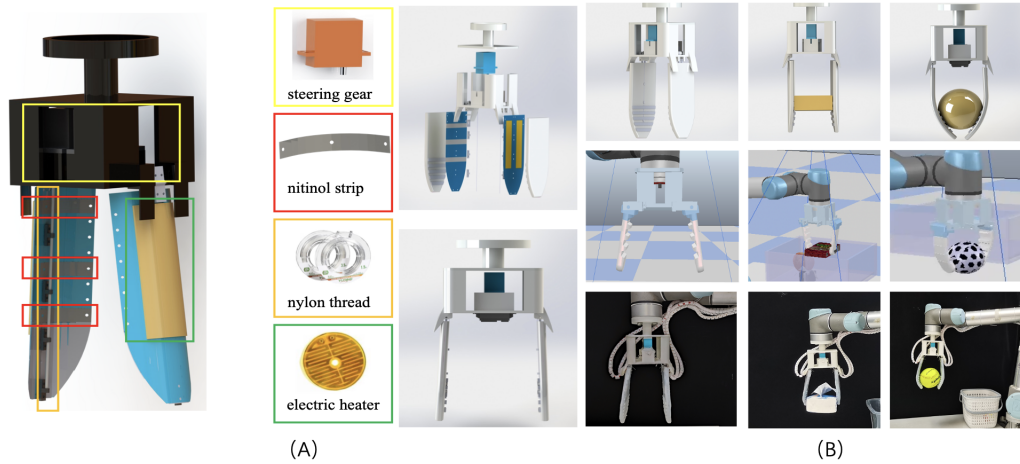 steering gear
nitinol strip
nylon thread
electric heater
(A)
(B)